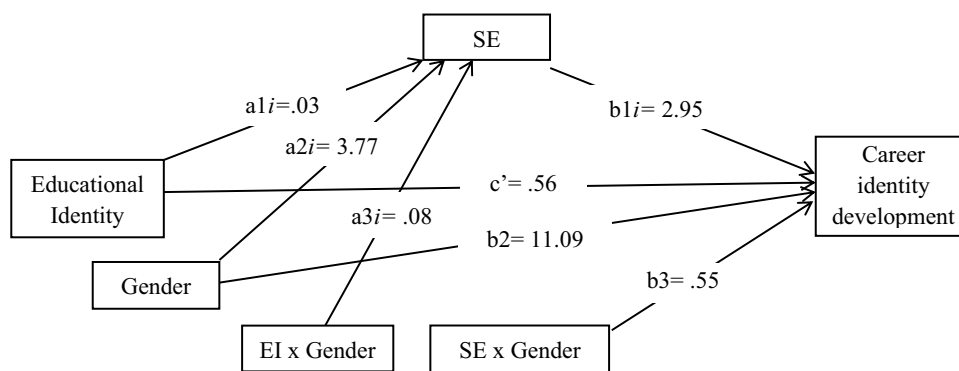 SE
a1i=.03
b1i= 2.95
a2i= 3.77
Educational
Identity
c’= .56
Career
identity
development
a3i= .08
b2= 11.09
Gender
b3= .55
EI x Gender
SE x Gender